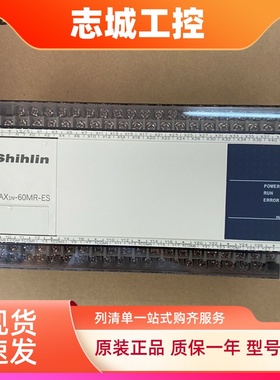 志城工控
Shihlin
AX1N-60MR-ES
POWER
RUN
ERROR
现货
速发
列清单一站式购齐服务
原装正品 质保一年 型号